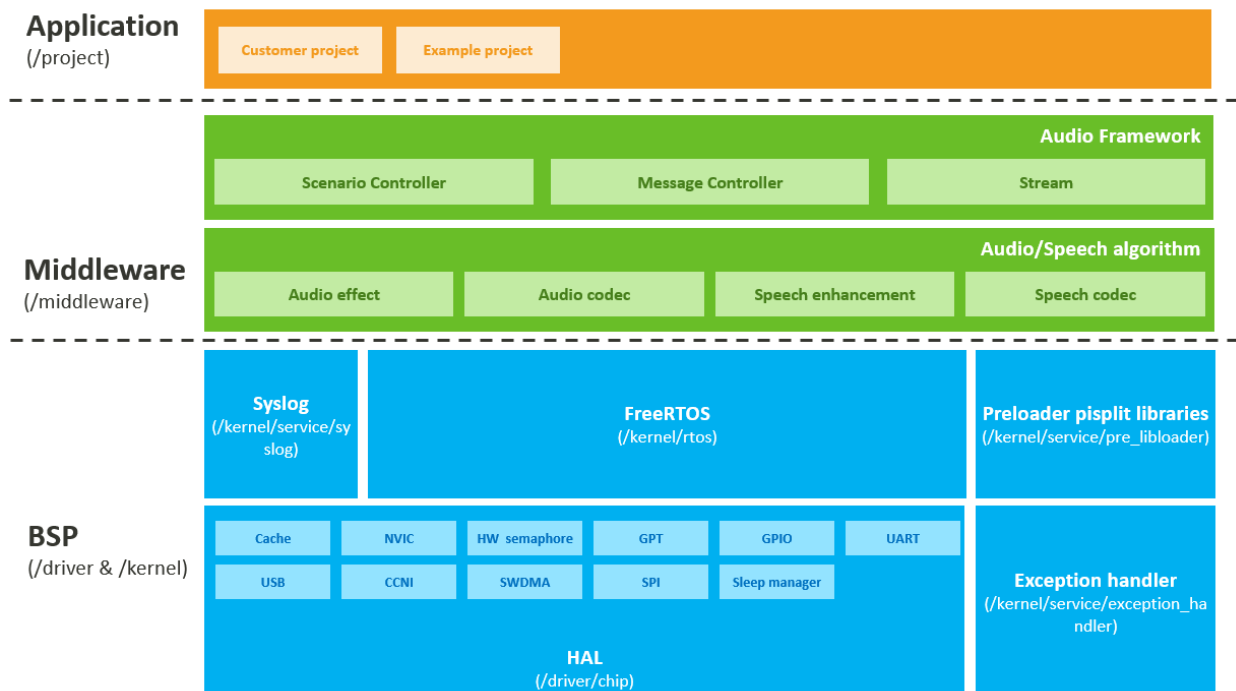 Application
(/project)
Customer project
Example project
Audio Framework
Scenario Controller
Message Controller
Stream
Middleware
(/middleware)
Audio/Speech algorithm
Audio effect
Audio codec
Speech enhancement
Speech codec
Syslog
(/kernel/service/sy
slog)
FreeRTOS
(/kernel/rtos)
Preloader pisplit libraries
(/kernel/service/pre_libloader)
BSP
(/driver & /kernel)
Cache
NVIC
HW semaphore
GPT
GPIO
UART
USB
CCNI
SWDMA
SPI
Sleep manager
HAL
(/driver/chip)
Exception handler
(/kernel/service/exception_ha
ndler)